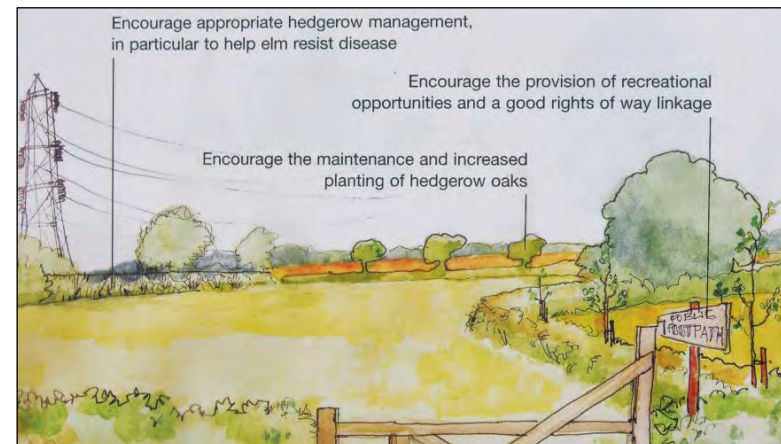 Encourage appropriate hedgerow management,
in particular to help elm resist disease
Encourage the provision of recreational
opportunities and a good rights of way linkage
Encourage the maintenance and increased
planting of hedgerow oaks
PUBLIC
FOOTPATH